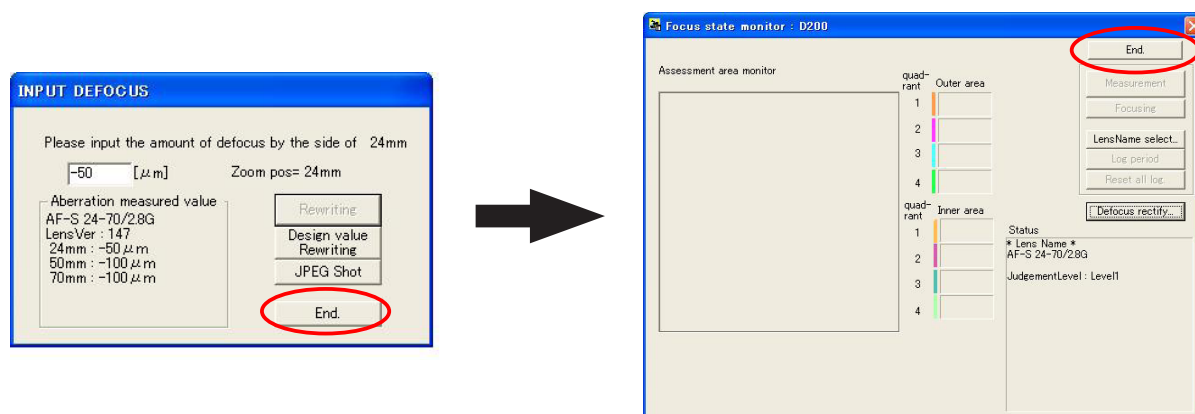 INPUT DEFOCUS
Please input the amount of defocus by the side of 24mm
-50 [μm] Zoom pos= 24mm
Aberration measured value
AF-S 24-70/2.8G
LensVer : 147
24mm : -50μm
50mm : -100μm
70mm : -100μm
Rewriting
Design value
Rewriting
JPEG Shot
End.
Focus state monitor : D200
End.
Assessment area monitor
quad-
rant
Outer area
1
2
3
4
quad-
rant
Inner area
1
2
3
4
Measurement
Focusing
LensName select...
Log period
Reset all log.
Defocus rectify...
Status
* Lens Name *
AF-S 24-70/2.8G
JudgementLevel : Level1